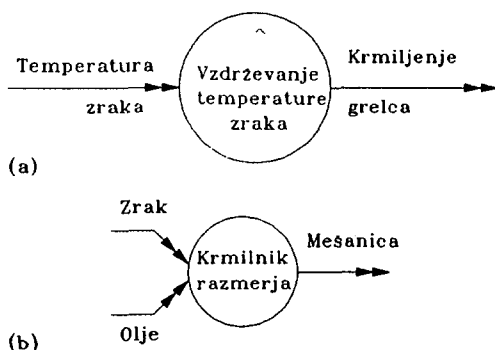 Temperatura
zraka
Vzdrževanje
temperature
zraka
Krmiljenje
grelca
(a)
Zrak
Olje
Krmilnik
razmerja
Mešanica
(b)